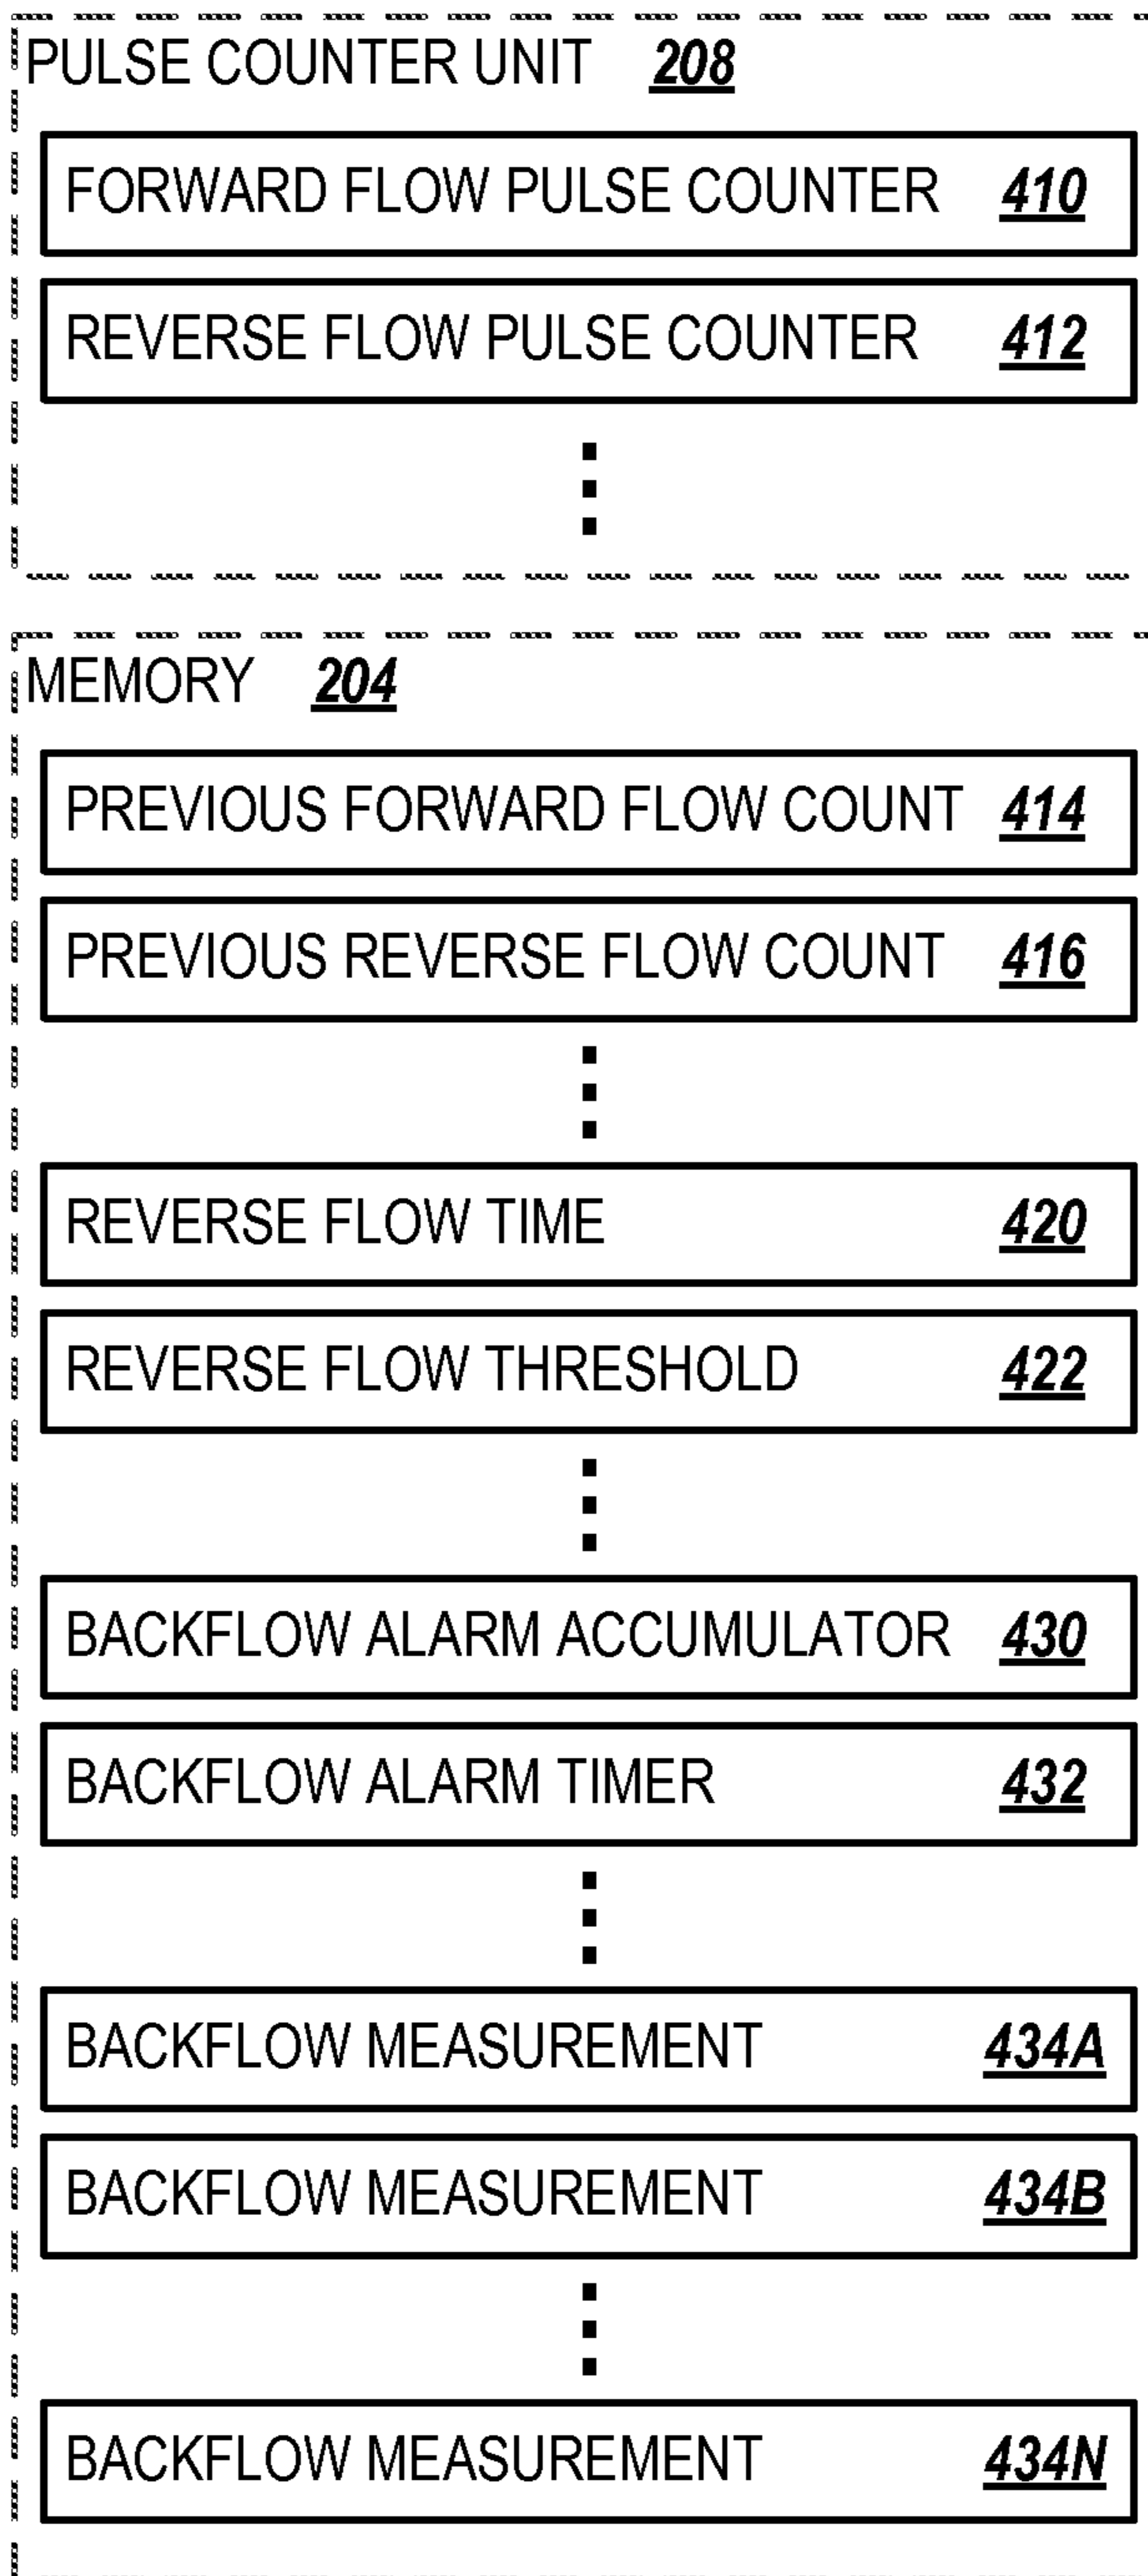 PULSE COUNTER UNIT 208
FORWARD FLOW PULSE COUNTER 410
REVERSE FLOW PULSE COUNTER 412
MEMORY 204
PREVIOUS FORWARD FLOW COUNT 414
PREVIOUS REVERSE FLOW COUNT 416
REVERSE FLOW TIME 420
REVERSE FLOW THRESHOLD 422
BACKFLOW ALARM ACCUMULATOR 430
BACKFLOW ALARM TIMER 432
BACKFLOW MEASUREMENT 434A
BACKFLOW MEASUREMENT 434B
BACKFLOW MEASUREMENT 434N